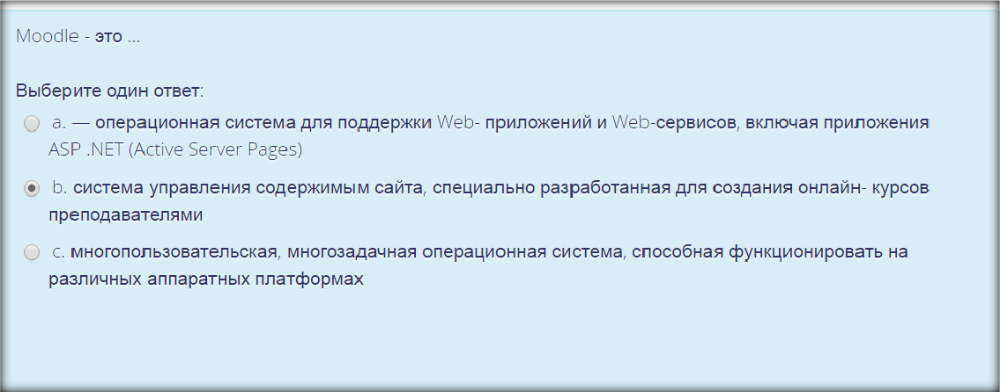 Moodle - это ...
Выберите один ответ:
a. — операционная система для поддержки Web- приложений и Web-сервисов, включая приложения
ASP .NET (Active Server Pages)
b. система управления содержимым сайта, специально разработанная для создания онлайн- курсов
преподавателями
c. многопользовательская, многозадачная операционная система, способная функционировать на
различных аппаратных платформах